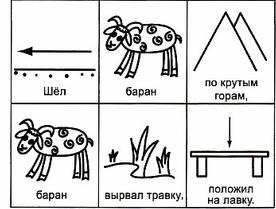 Шёл
баран
по крутым
горам,
баран
вырвал травку,
положил
на лавку.